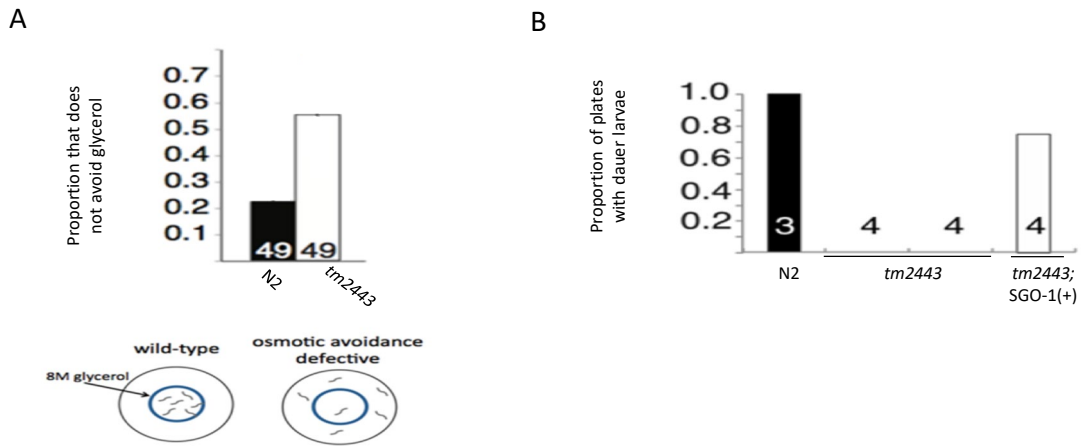 A
Proportion that does
not avoid glycerol
0.7
0.6
0.5
0.4
0.3
0.2
0.1
49
49
N2
tm2443
wild-type
8M glycerol
osmotic avoidance
defective
B
Proportion of plates
with dauer larvae
1.0
0.8
0.6
0.4
0.2
3
4
4
4
N2
tm2443
tm2443;
SGO-1(+)